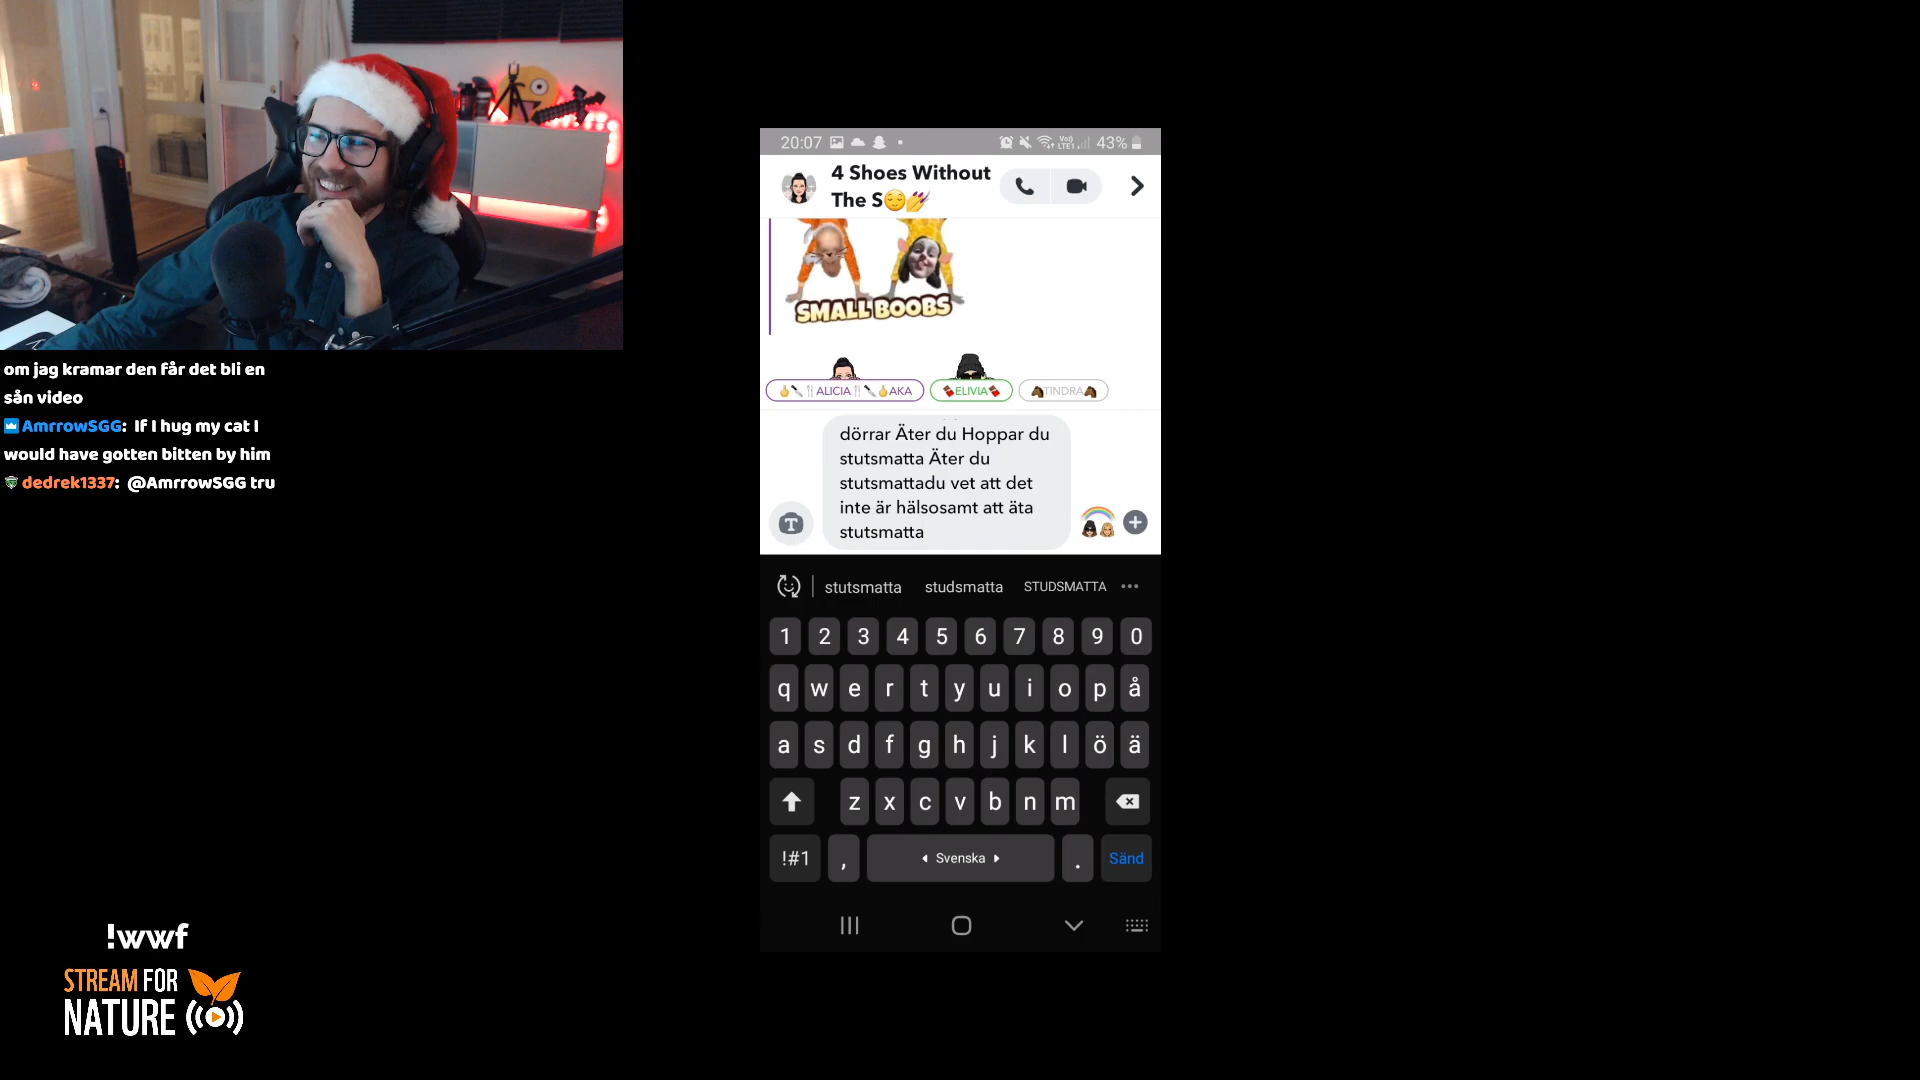 om jag kramar den får det bli en
sån video
AmrrowSGG: If I hug my cat I
would have gotten bitten by him
dedrek1337: @AmrrowSGG tru
!wwf
STREAM FOR
NATURE
20:07
43%
4 Shoes Without
The S
SMALL BOOBS
ALICIA AKA
ELIVIA
TINDRA
dörrar Äter du Hoppar du
stutsmatta Äter du
stutsmattadu vet att det
inte är hälsosamt att äta
stutsmatta
stutsmatta studsmatta STUDSMATTA
1 2 3 4 5 6 7 8 9 0
q w e r t y u i o p å
a s d f g h j k l ö ä
z x c v b n m
!#1 , Svenska . Sänd